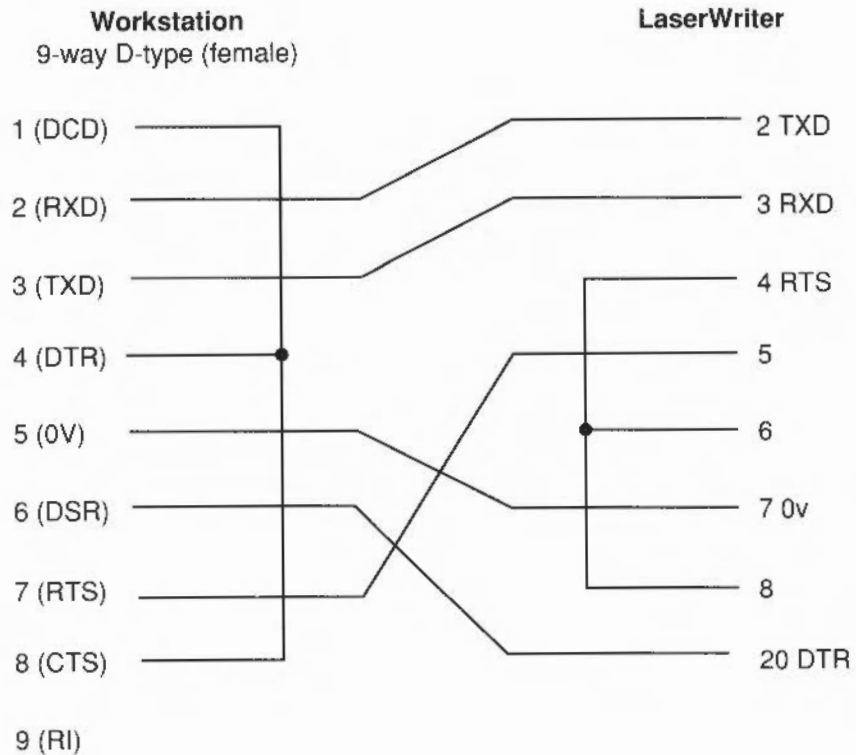 Workstation
9-way D-type (female)
1 (DCD)
2 (RXD)
3 (TXD)
4 (DTR)
5 (0V)
6 (DSR)
7 (RTS)
8 (CTS)
9 (RI)
LaserWriter
2 TXD
3 RXD
4 RTS
5
6
7 0v
8
20 DTR